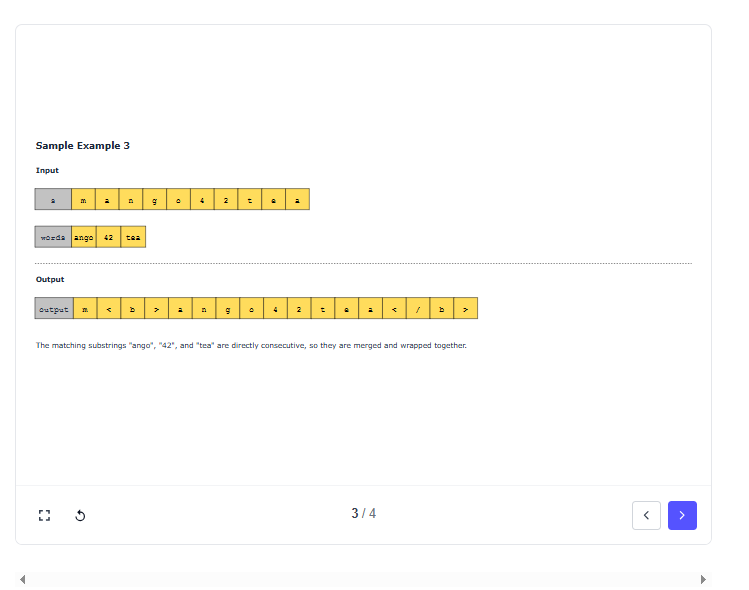 Sample Example 3
Input
s m a n g o 4 2 t e a
words ango 42 tea
Output
output m < b > a n g o 4 2 t e a < / b >
The matching substrings "ango", "42", and "tea" are directly consecutive, so they are merged and wrapped together.
3 / 4